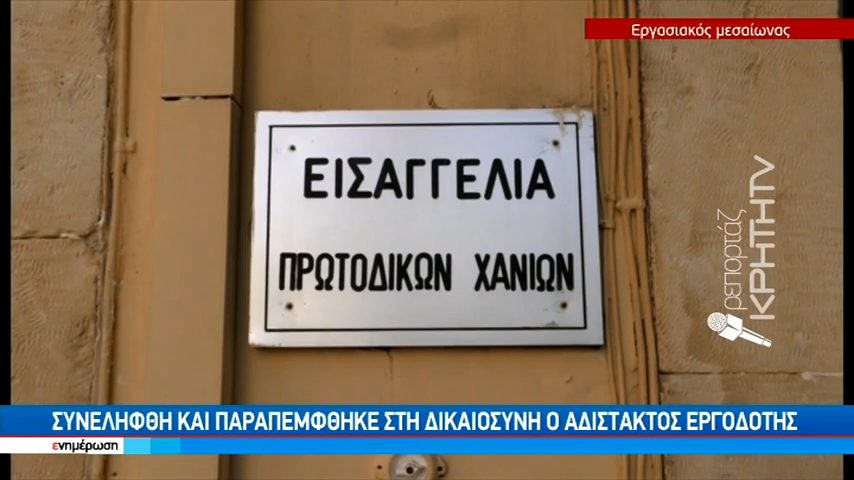 Εργασιακός μεσαίωνας
ΕΙΣΑΓΓΕΛΙΑ
ΠΡΩΤΟΔΙΚΩΝ ΧΑΝΙΩΝ
ρεπορτάζ
ΚΡΗΤΗTV
ΣΥΝΕΛΗΦΘΗ ΚΑΙ ΠΑΡΑΠΕΜΦΘΗΚΕ ΣΤΗ ΔΙΚΑΙΟΣΥΝΗ Ο ΑΔΙΣΤΑΚΤΟΣ ΕΡΓΟΔΟΤΗΣ
ενημέρωση